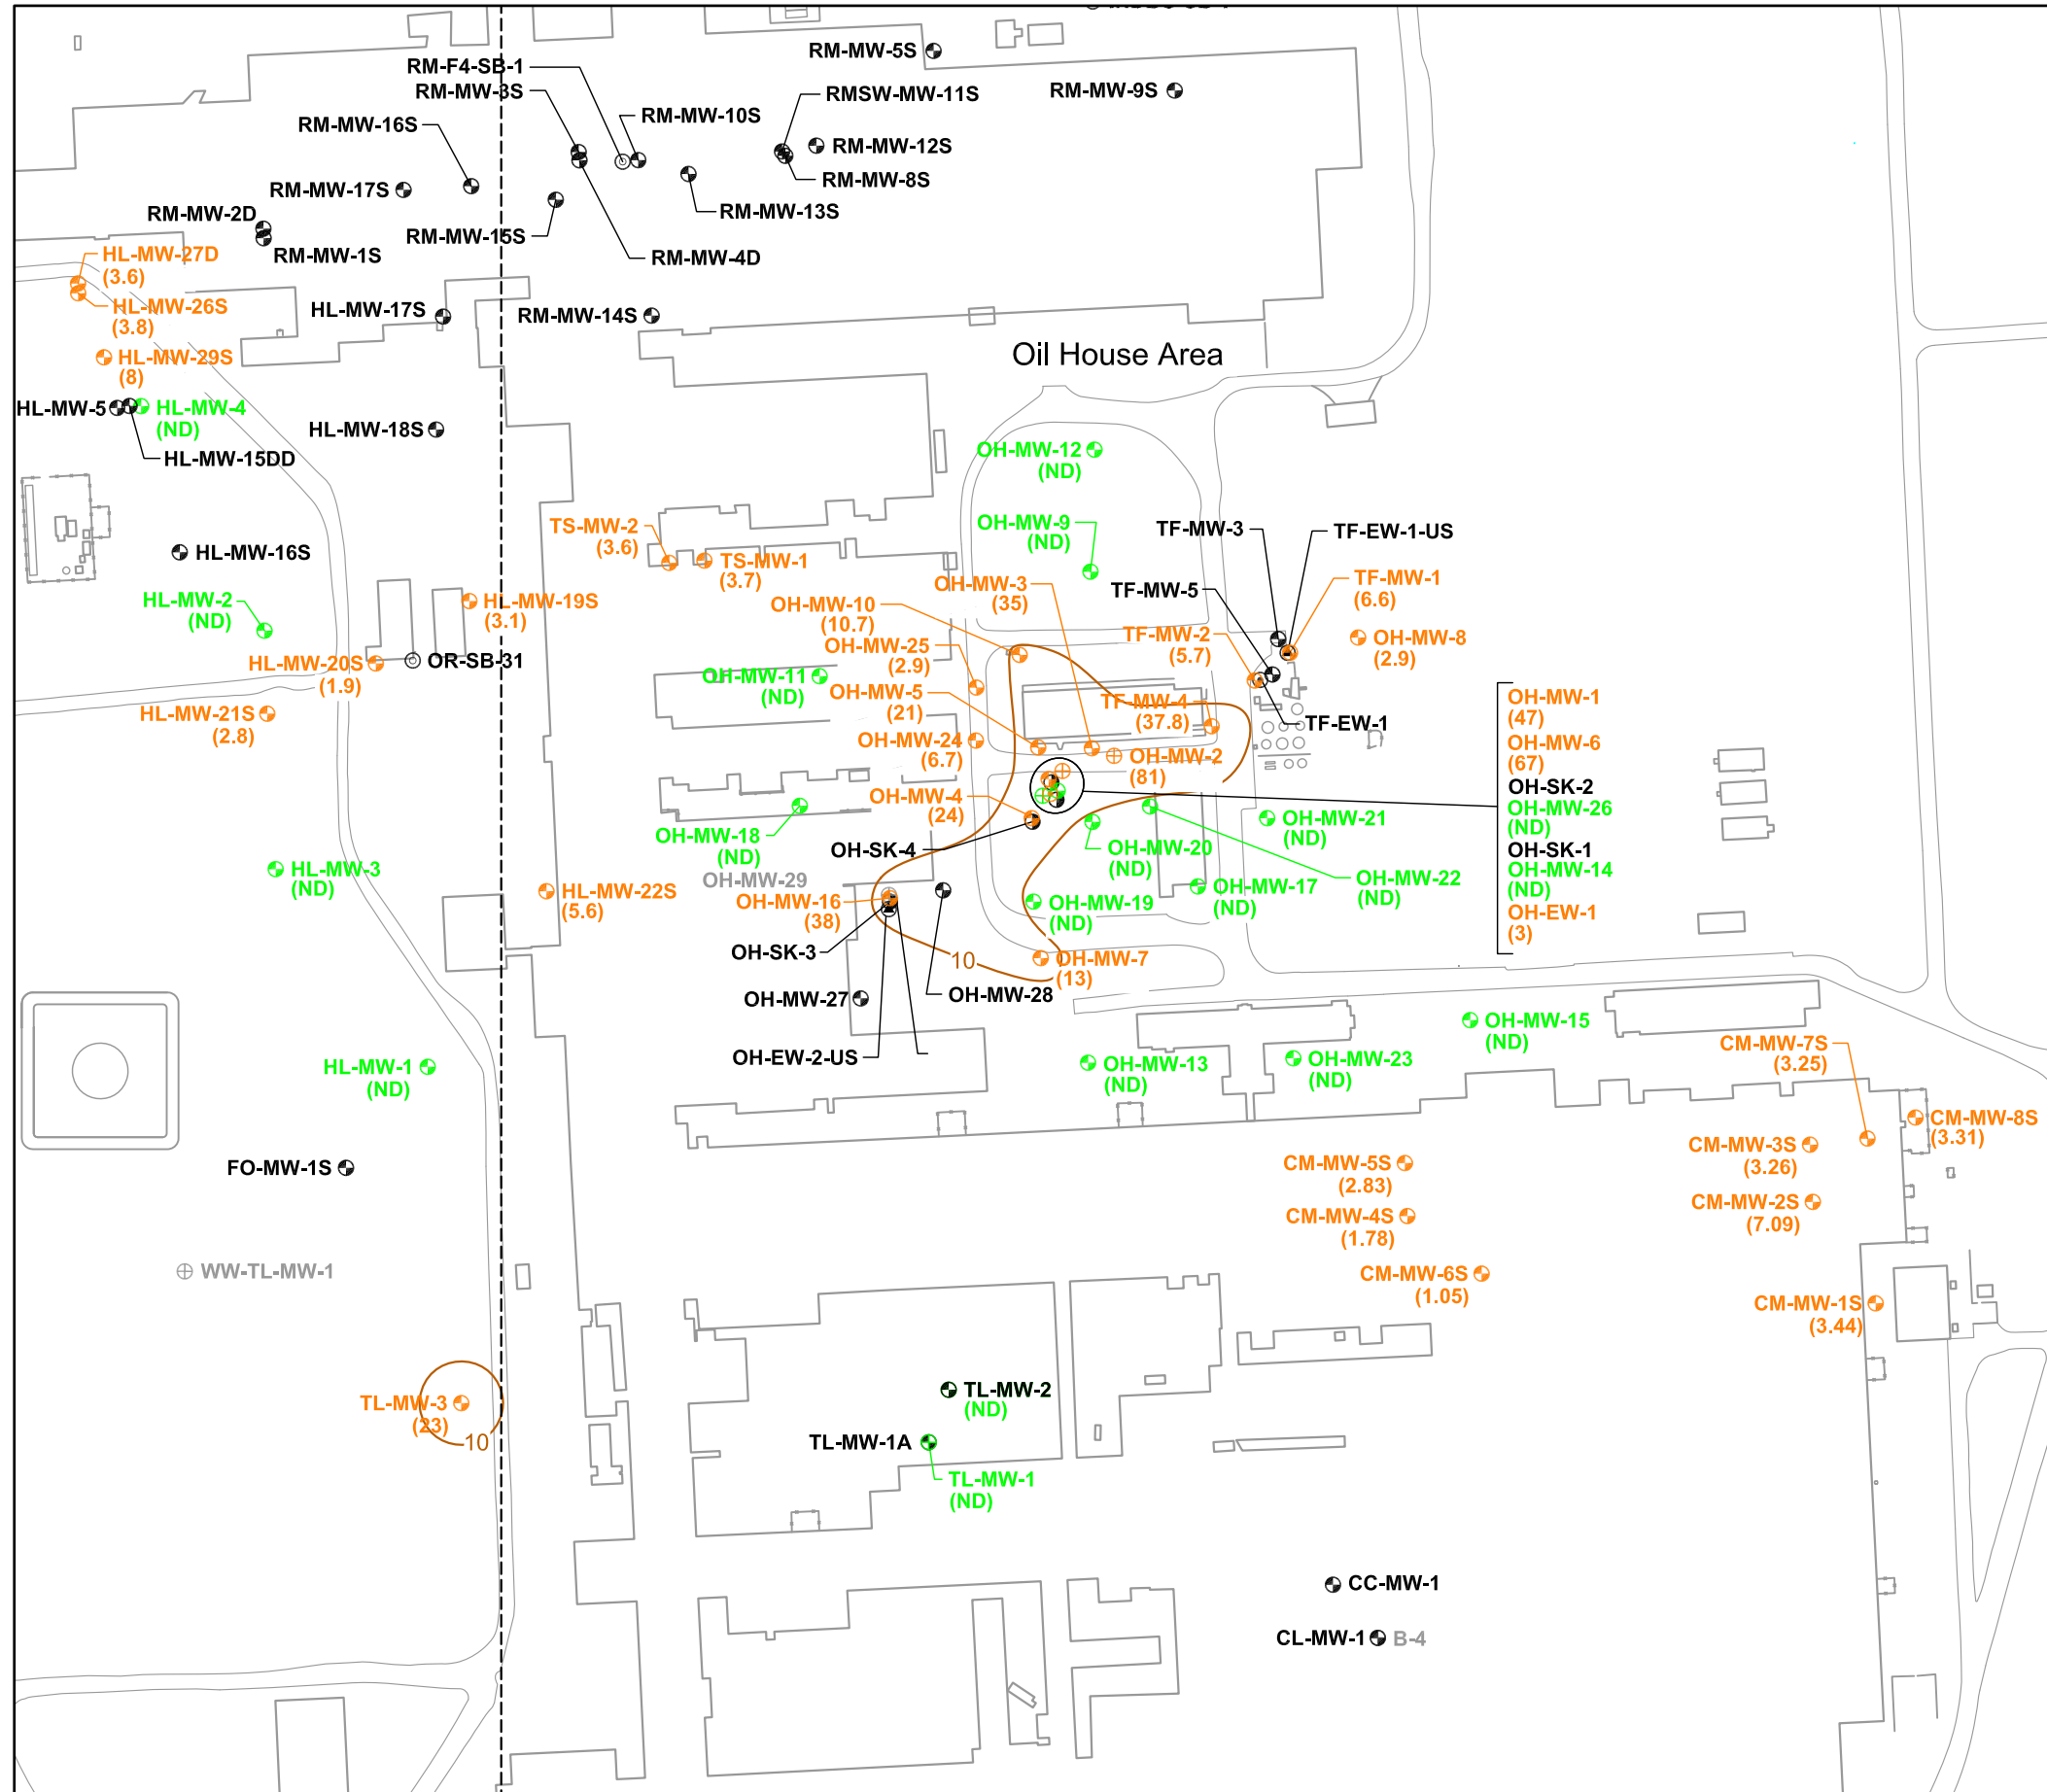 RM-MW-5S
RM-F4-SB-1
RM-MW-3S
RMSW-MW-11S
RM-MW-9S
RM-MW-10S
RM-MW-16S
RM-MW-12S
RM-MW-8S
RM-MW-17S
RM-MW-13S
RM-MW-2D
RM-MW-15S
RM-MW-1S
RM-MW-4D
HL-MW-27D
(3.6)
HL-MW-26S
(3.8)
HL-MW-17S
RM-MW-14S
HL-MW-29S
(8)
Oil House Area
HL-MW-5
HL-MW-4
(ND)
HL-MW-18S
HL-MW-15DD
OH-MW-12
(ND)
TS-MW-2
(3.6)
OH-MW-9
(ND)
TF-MW-3
TF-EW-1-US
HL-MW-16S
TS-MW-1
(3.7)
OH-MW-3
(35)
TF-MW-5
TF-MW-1
(6.6)
HL-MW-2
(ND)
HL-MW-19S
(3.1)
OH-MW-10
(10.7)
TF-MW-2
(5.7)
OH-MW-8
(2.9)
OH-MW-25
(2.9)
HL-MW-20S
(1.9)
OR-SB-31
OH-MW-11
(ND)
OH-MW-5
(21)
TF-MW-4
(37.8)
HL-MW-21S
(2.8)
TF-EW-1
OH-MW-24
(6.7)
OH-MW-2
(81)
OH-MW-1
(47)
OH-MW-6
(67)
OH-SK-2
OH-MW-26
(ND)
OH-SK-1
OH-MW-14
(ND)
OH-EW-1
(3)
OH-MW-4
(24)
OH-MW-18
(ND)
OH-MW-21
(ND)
OH-SK-4
OH-MW-20
(ND)
HL-MW-3
(ND)
OH-MW-29
OH-MW-22
(ND)
HL-MW-22S
(5.6)
OH-MW-16
(38)
OH-MW-17
(ND)
OH-MW-19
(ND)
OH-SK-3
10
OH-MW-7
(13)
OH-MW-27
OH-MW-28
OH-MW-15
(ND)
OH-EW-2-US
CM-MW-7S
(3.25)
HL-MW-1
(ND)
OH-MW-13
(ND)
OH-MW-23
(ND)
CM-MW-8S
(3.31)
CM-MW-3S
(3.26)
FO-MW-1S
CM-MW-5S
(2.83)
CM-MW-2S
(7.09)
CM-MW-4S
(1.78)
WW-TL-MW-1
CM-MW-6S
(1.05)
CM-MW-1S
(3.44)
TL-MW-3
(23)
10
TL-MW-2
(ND)
TL-MW-1A
TL-MW-1
(ND)
CC-MW-1
CL-MW-1
B-4